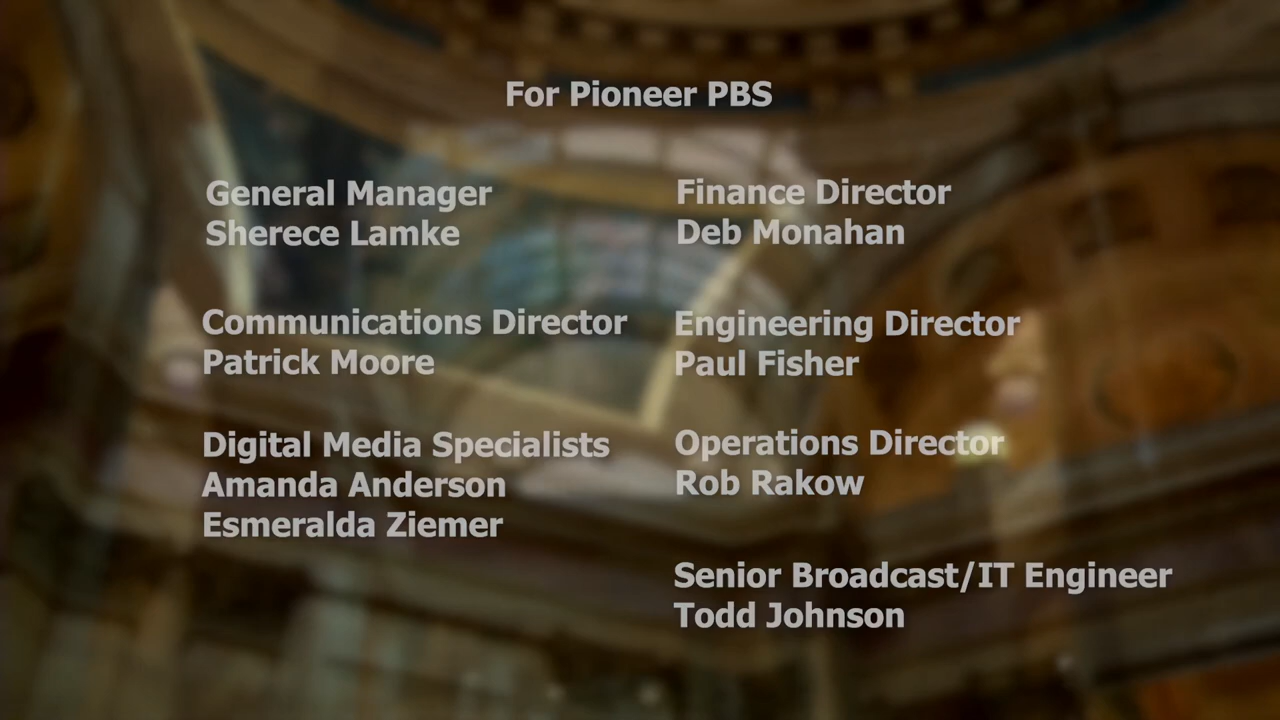 For Pioneer PBS
General Manager
Sherece Lamke
Communications Director
Patrick Moore
Digital Media Specialists
Amanda Anderson
Esmeralda Ziemer
Finance Director
Deb Monahan
Engineering Director
Paul Fisher
Operations Director
Rob Rakow
Senior Broadcast/IT Engineer
Todd Johnson